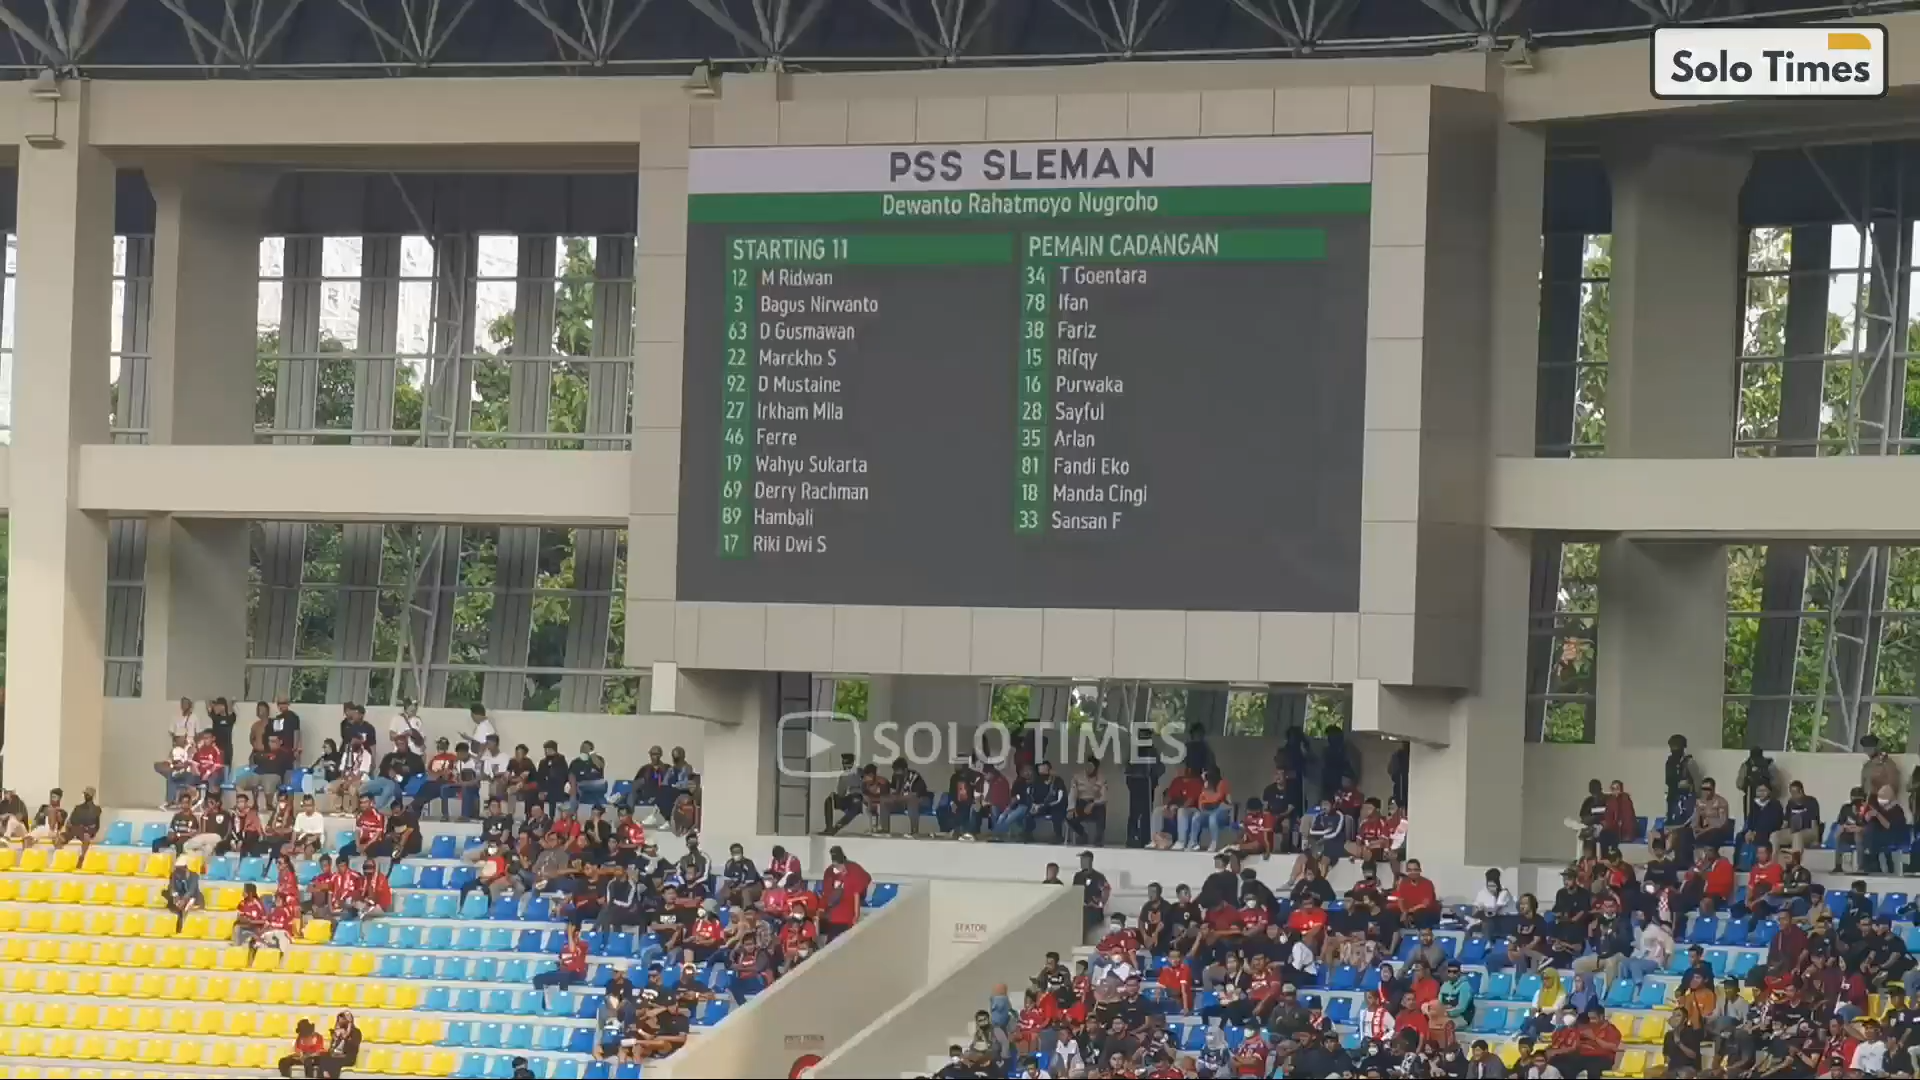 Solo Times
PSS SLEMAN
Dewanto Rahatmoyo Nugroho
STARTING 11
12 M Ridwan
3 Bagus Nirwanto
63 D Gusmawan
22 Marckho S
92 D Mustaine
27 Irkham Mila
46 Ferre
19 Wahyu Sukarta
69 Derry Rachman
89 Hambali
17 Riki Dwi S
PEMAIN CADANGAN
34 T Goentara
78 Ifan
38 Fariz
15 Rifqy
16 Purwaka
28 Sayful
35 Arlan
81 Fandi Eko
18 Manda Cingi
33 Sansan F
SOLO TIMES
SEKTOR